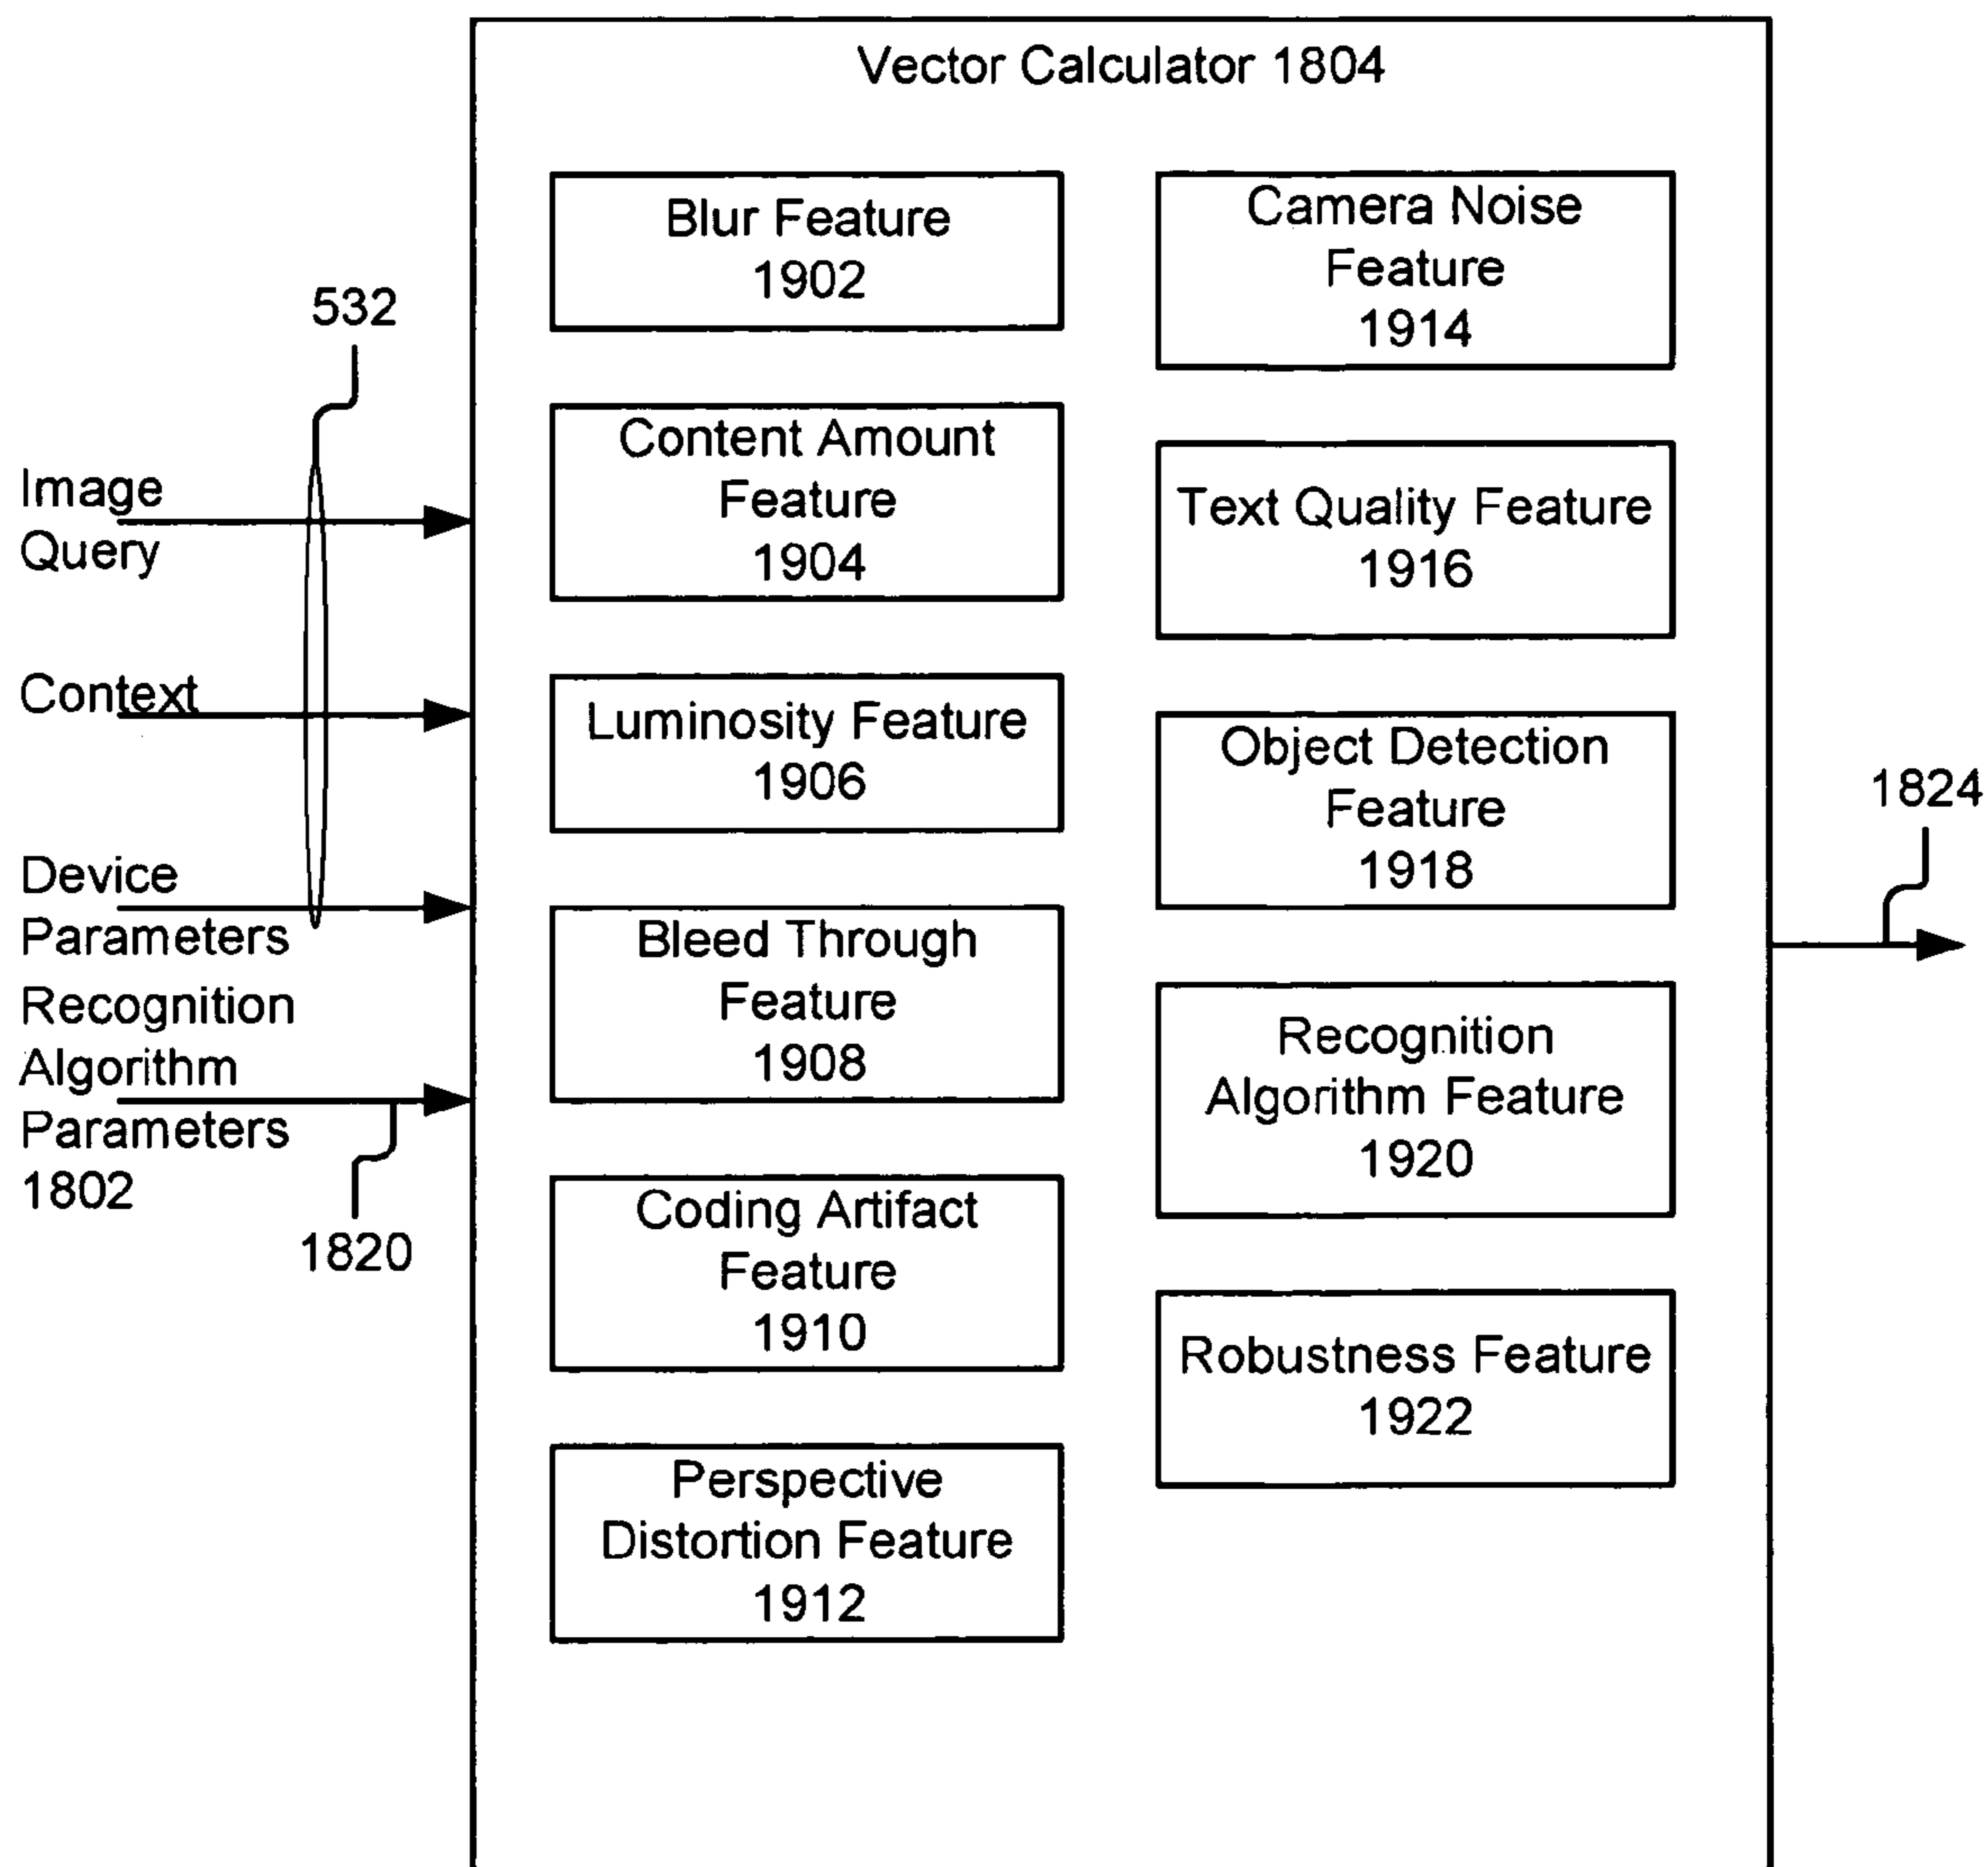 Vector Calculator 1804
532
Image
Query
Context
Device
Parameters
Recognition
Algorithm
Parameters
1802
1820
Blur Feature
1902
Content Amount
Feature
1904
Luminosity Feature
1906
Bleed Through
Feature
1908
Coding Artifact
Feature
1910
Perspective
Distortion Feature
1912
Camera Noise
Feature
1914
Text Quality Feature
1916
Object Detection
Feature
1918
Recognition
Algorithm Feature
1920
Robustness Feature
1922
1824